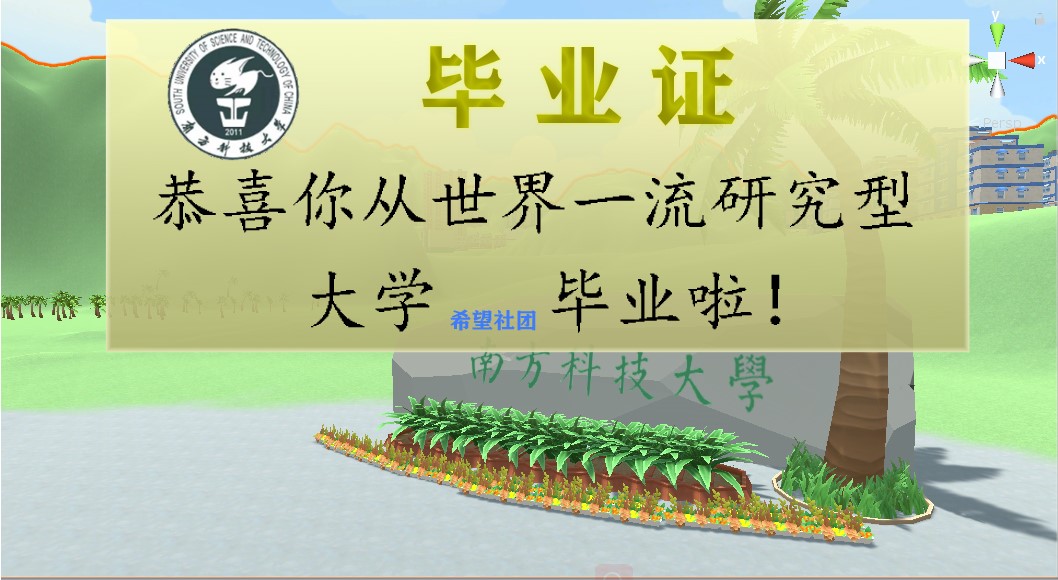 毕业证
SOUTH UNIVERSITY OF SCIENCE AND TECHNOLOGY OF CHINA
2011
南方科技大学
恭喜你从世界一流研究型
大学 希望社团 毕业啦!
南方科技大學
y
x
Persp